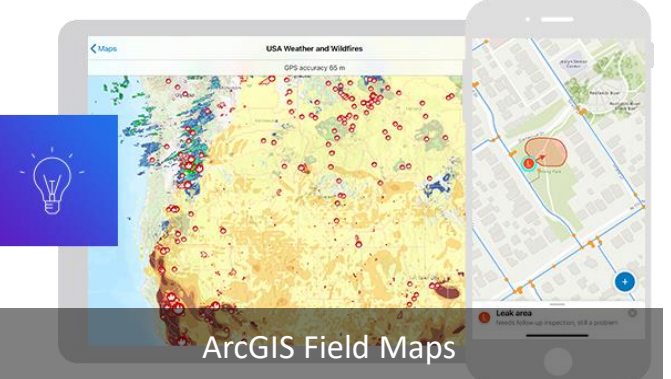 Maps
USA Weather and Wildfires
GPS accuracy 65 m
L
+
Leak area
Needs follow-up inspection, still a problem
ArcGIS Field Maps